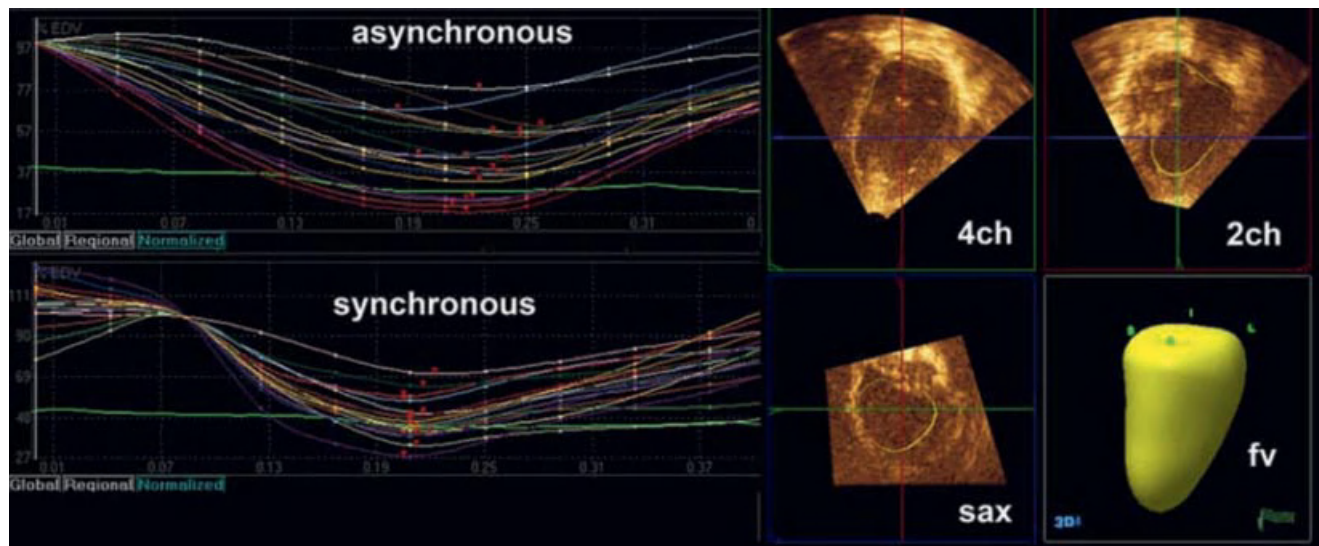 % EDV
asynchronous
97
77
57
37
17
0.01 0.07 0.13 0.19 0.25 0.31
Global Regional Normalized
% EDV
synchronous
111
90
69
48
27
0.01 0.07 0.13 0.19 0.25 0.31 0.37
Global Regional Normalized
4ch
2ch
sax
I
L
fv
3D